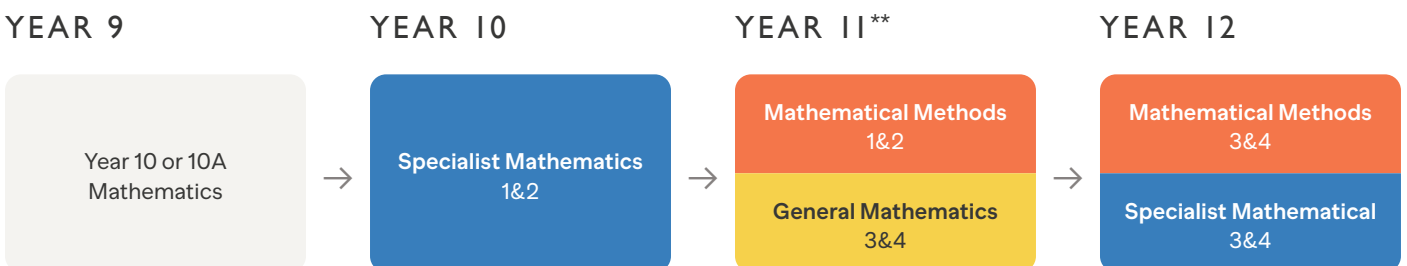 YEAR 9
YEAR 10
YEAR 11**
YEAR 12
Year 10 or 10A
Mathematics
→
Specialist Mathematics
1&2
→
Mathematical Methods
1&2
General Mathematics
3&4
→
Mathematical Methods
3&4
Specialist Mathematical
3&4